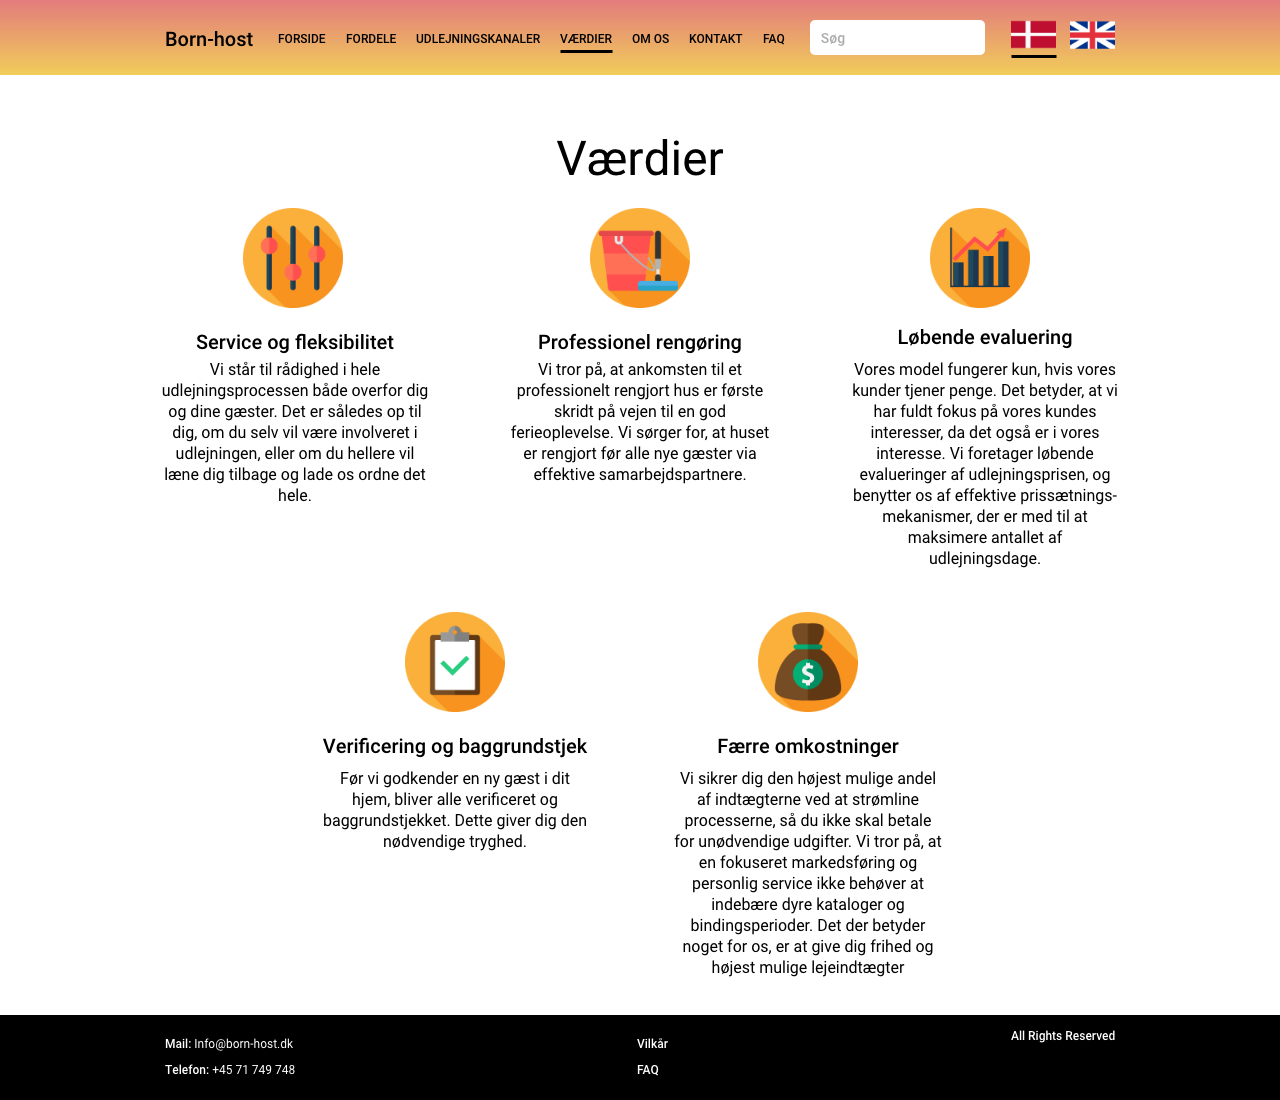 Born-host
FORSIDE
FORDELE
UDLEJNINGSKANALER
VÆRDIER
OM OS
KONTAKT
FAQ
Søg
Værdier
Service og fleksibilitet
Vi står til rådighed i hele
udlejningsprocessen både overfor dig
og dine gæster. Det er således op til
dig, om du selv vil være involveret i
udlejningen, eller om du hellere vil
læne dig tilbage og lade os ordne det
hele.
Professionel rengøring
Vi tror på, at ankomsten til et
professionelt rengjort hus er første
skridt på vejen til en god
ferieoplevelse. Vi sørger for, at huset
er rengjort før alle nye gæster via
effektive samarbejdspartnere.
Løbende evaluering
Vores model fungerer kun, hvis vores
kunder tjener penge. Det betyder, at vi
har fuldt fokus på vores kundes
interesser, da det også er i vores
interesse. Vi foretager løbende
evalueringer af udlejningsprisen, og
benytter os af effektive prissætnings-
mekanismer, der er med til at
maksimere antallet af
udlejningsdage.
$
Verificering og baggrundstjek
Før vi godkender en ny gæst i dit
hjem, bliver alle verificeret og
baggrundstjekket. Dette giver dig den
nødvendige tryghed.
Færre omkostninger
Vi sikrer dig den højest mulige andel
af indtægterne ved at strømline
processerne, så du ikke skal betale
for unødvendige udgifter. Vi tror på, at
en fokuseret markedsføring og
personlig service ikke behøver at
indebære dyre kataloger og
bindingsperioder. Det der betyder
noget for os, er at give dig frihed og
højest mulige lejeindtægter
Mail: Info@born-host.dk
Telefon: +45 71 749 748
Vilkår
FAQ
All Rights Reserved